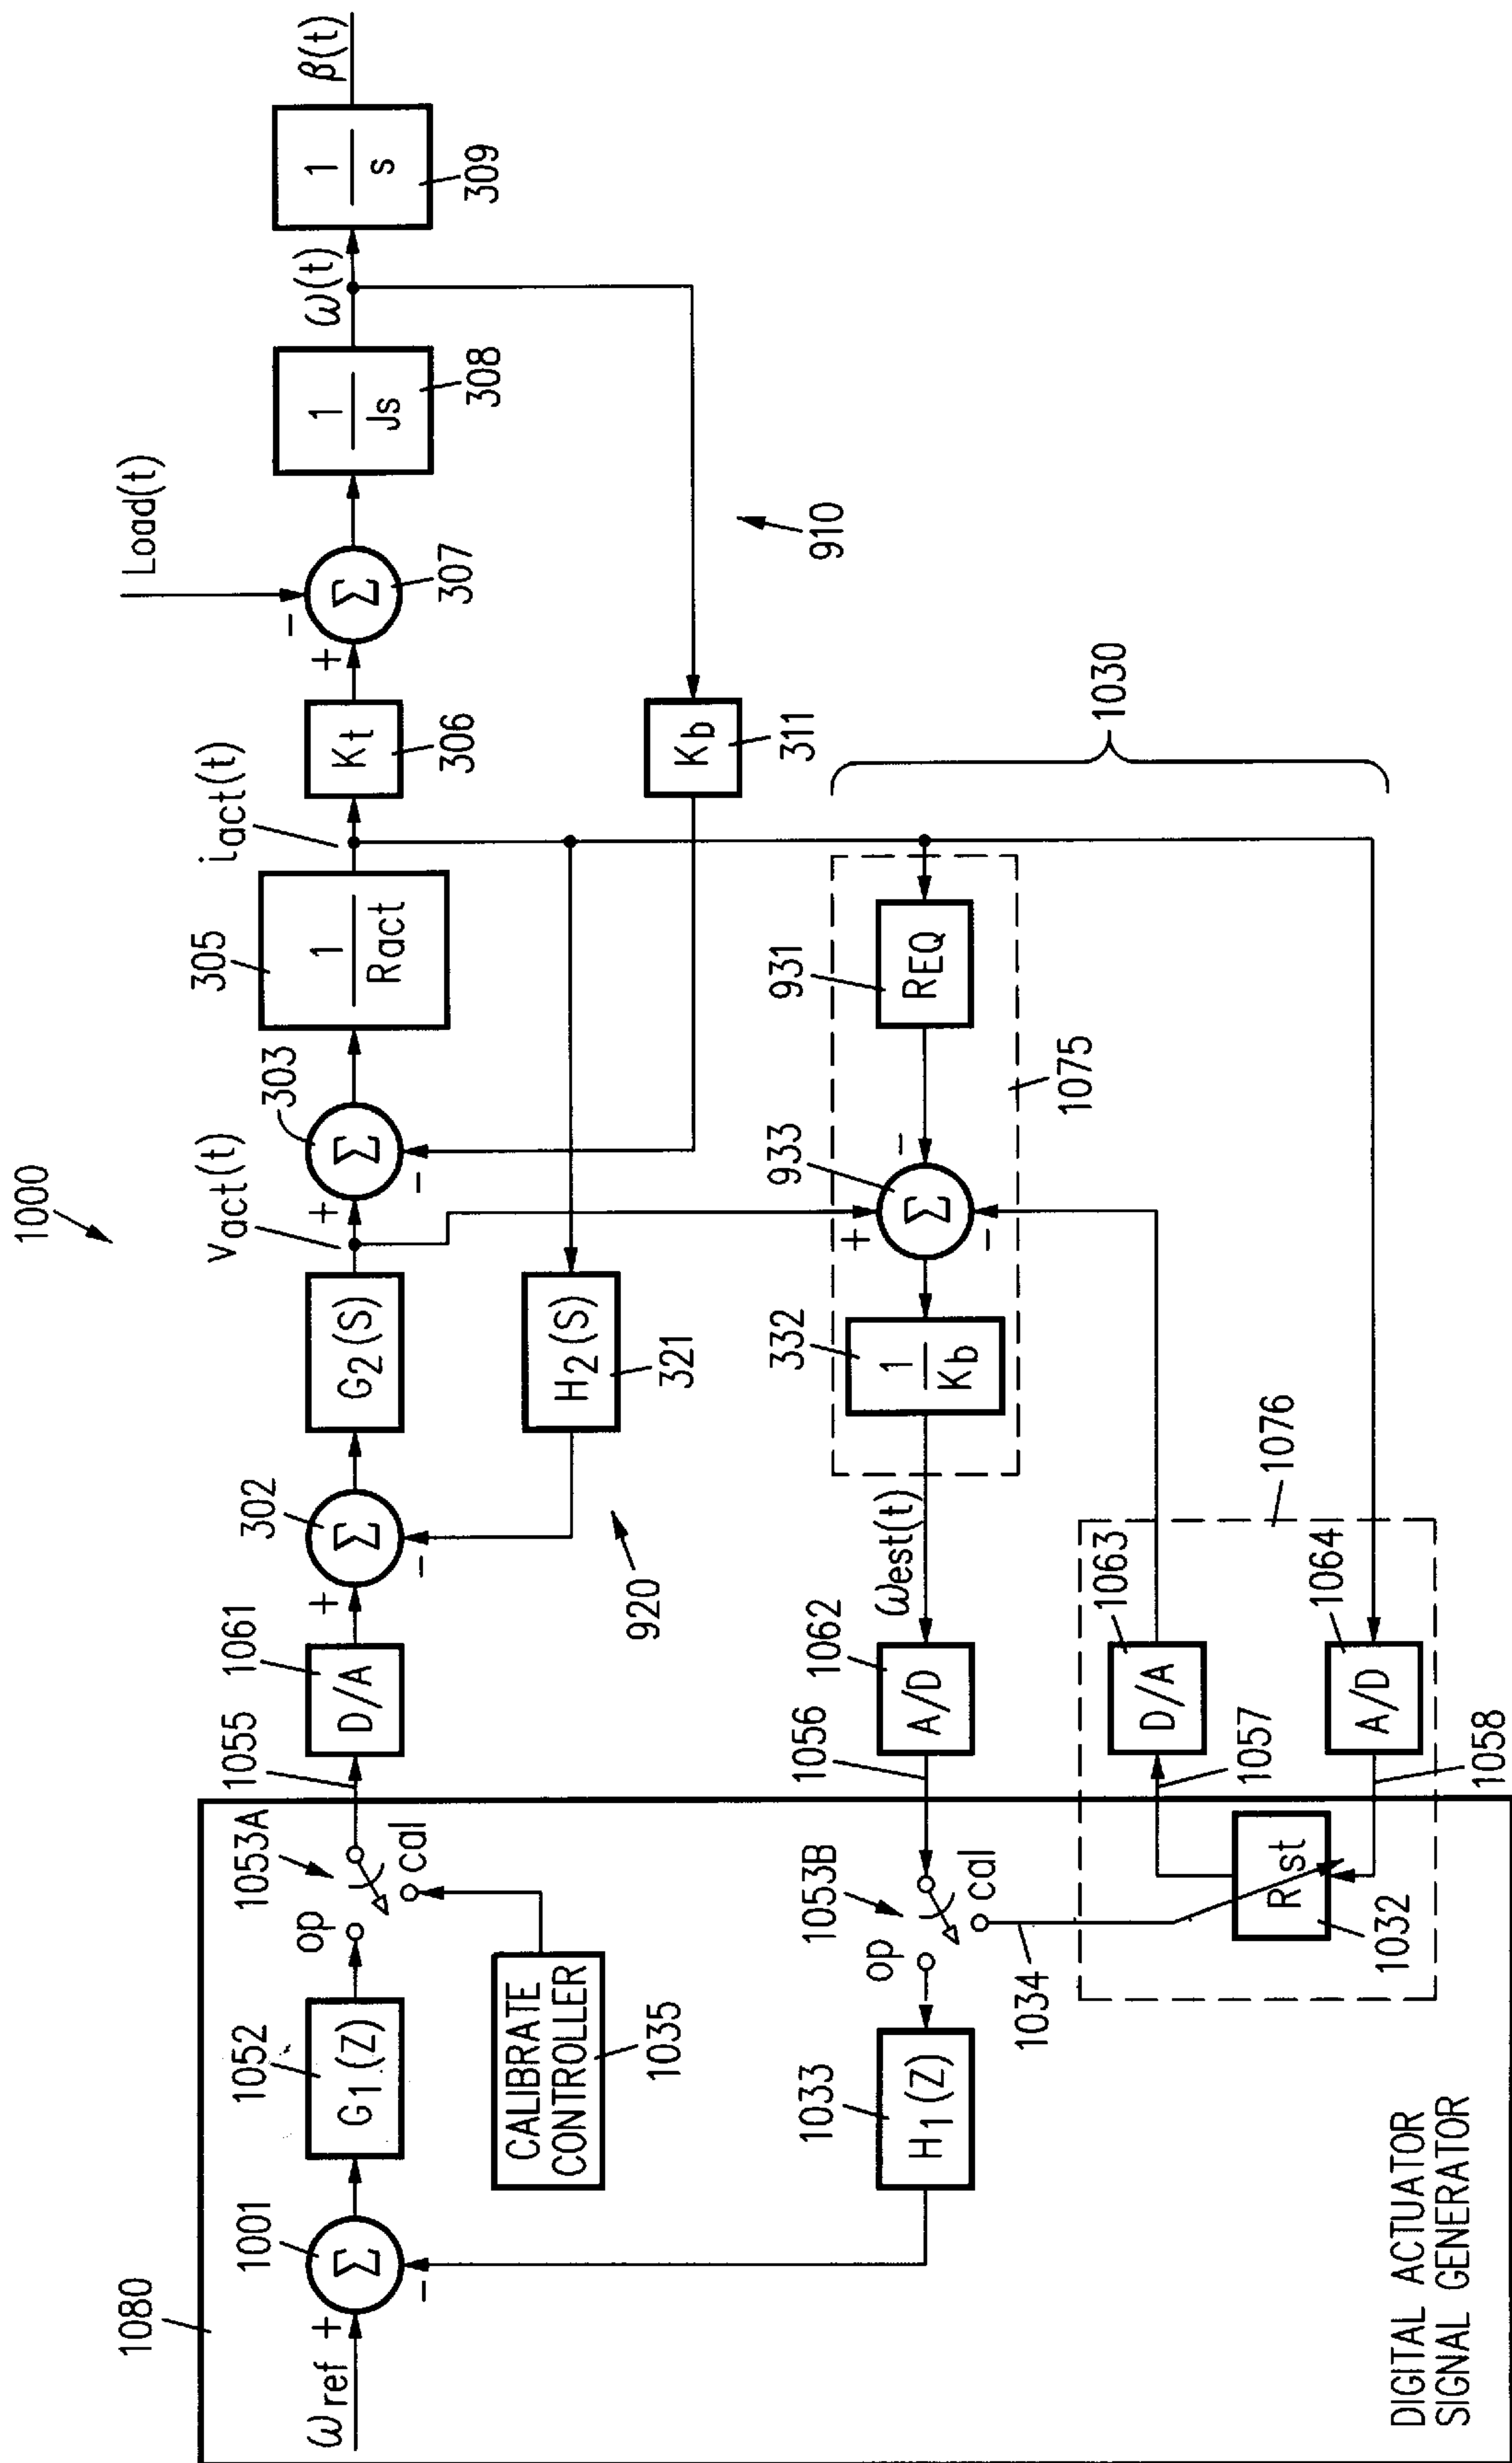 1000
1080
ωref
+
-
Σ
1001
G1(Z)
1052
op
1053A
cal
CALIBRATE
CONTROLLER
1035
1055
D/A
1061
+
-
Σ
302
G2(S)
Vact(t)
+
-
Σ
303
1
Ract
305
iact(t)
Kt
306
+
-
Σ
307
Load(t)
1
Js
308
ω(t)
1
s
309
β(t)
H2(S)
321
920
Kb
311
910
1030
REQ
931
-
+
-
Σ
933
1
Kb
332
1075
ωest(t)
A/D
1062
1056
1053B
op
cal
H1(Z)
1033
1034
1076
D/A
1063
1057
A/D
1064
1058
R st
1032
DIGITAL ACTUATOR
SIGNAL GENERATOR